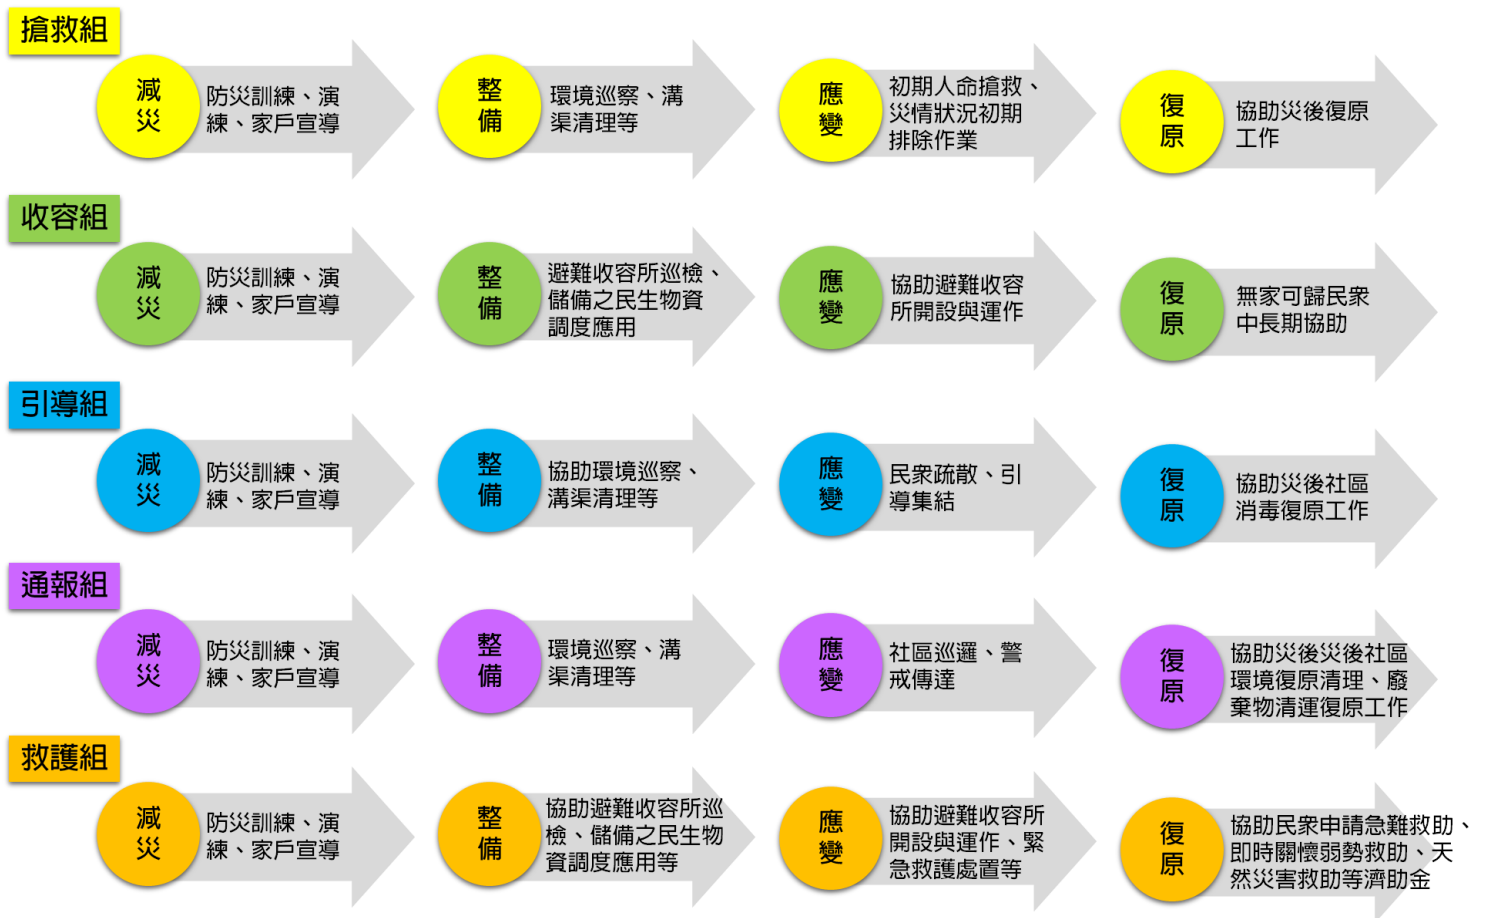 搶救組
減
災
防災訓練、演
練、家戶宣導
整
備
環境巡察、溝
渠清理等
應
變
初期人命搶救、
災情狀況初期
排除作業
復
原
協助災後復原
工作
收容組
減
災
防災訓練、演
練、家戶宣導
整
備
避難收容所巡檢、
儲備之民生物資
調度應用
應
變
協助避難收容
所開設與運作
復
原
無家可歸民衆
中長期協助
引導組
減
災
防災訓練、演
練、家戶宣導
整
備
協助環境巡察、
溝渠清理等
應
變
民衆疏散、引
導集結
復
原
協助災後社區
消毒復原工作
通報組
減
災
防災訓練、演
練、家戶宣導
整
備
環境巡察、溝
渠清理等
應
變
社區巡邏、警
戒傳達
復
原
協助災後災後社區
環境復原清理、廢
棄物清運復原工作
救護組
減
災
防災訓練、演
練、家戶宣導
整
備
協助避難收容所巡
檢、儲備之民生物
資調度應用等
應
變
協助避難收容所
開設與運作、緊
急救護處置等
復
原
協助民衆申請急難救助、
即時關懷弱勢救助、天
然災害救助等濟助金